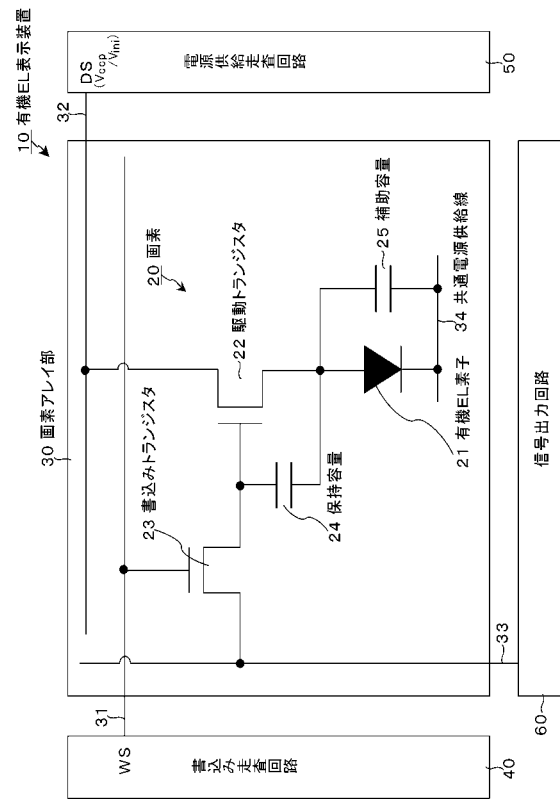 10 有機EL表示装置
30 画素アレイ部
20 画素
32
DS
(Vccp
/Vini)
電源供給走査回路
50
31
WS
書込み走査回路
40
23 書込みトランジスタ
22 駆動トランジスタ
24 保持容量
25 補助容量
21 有機EL素子
34 共通電源供給線
33
信号出力回路
60